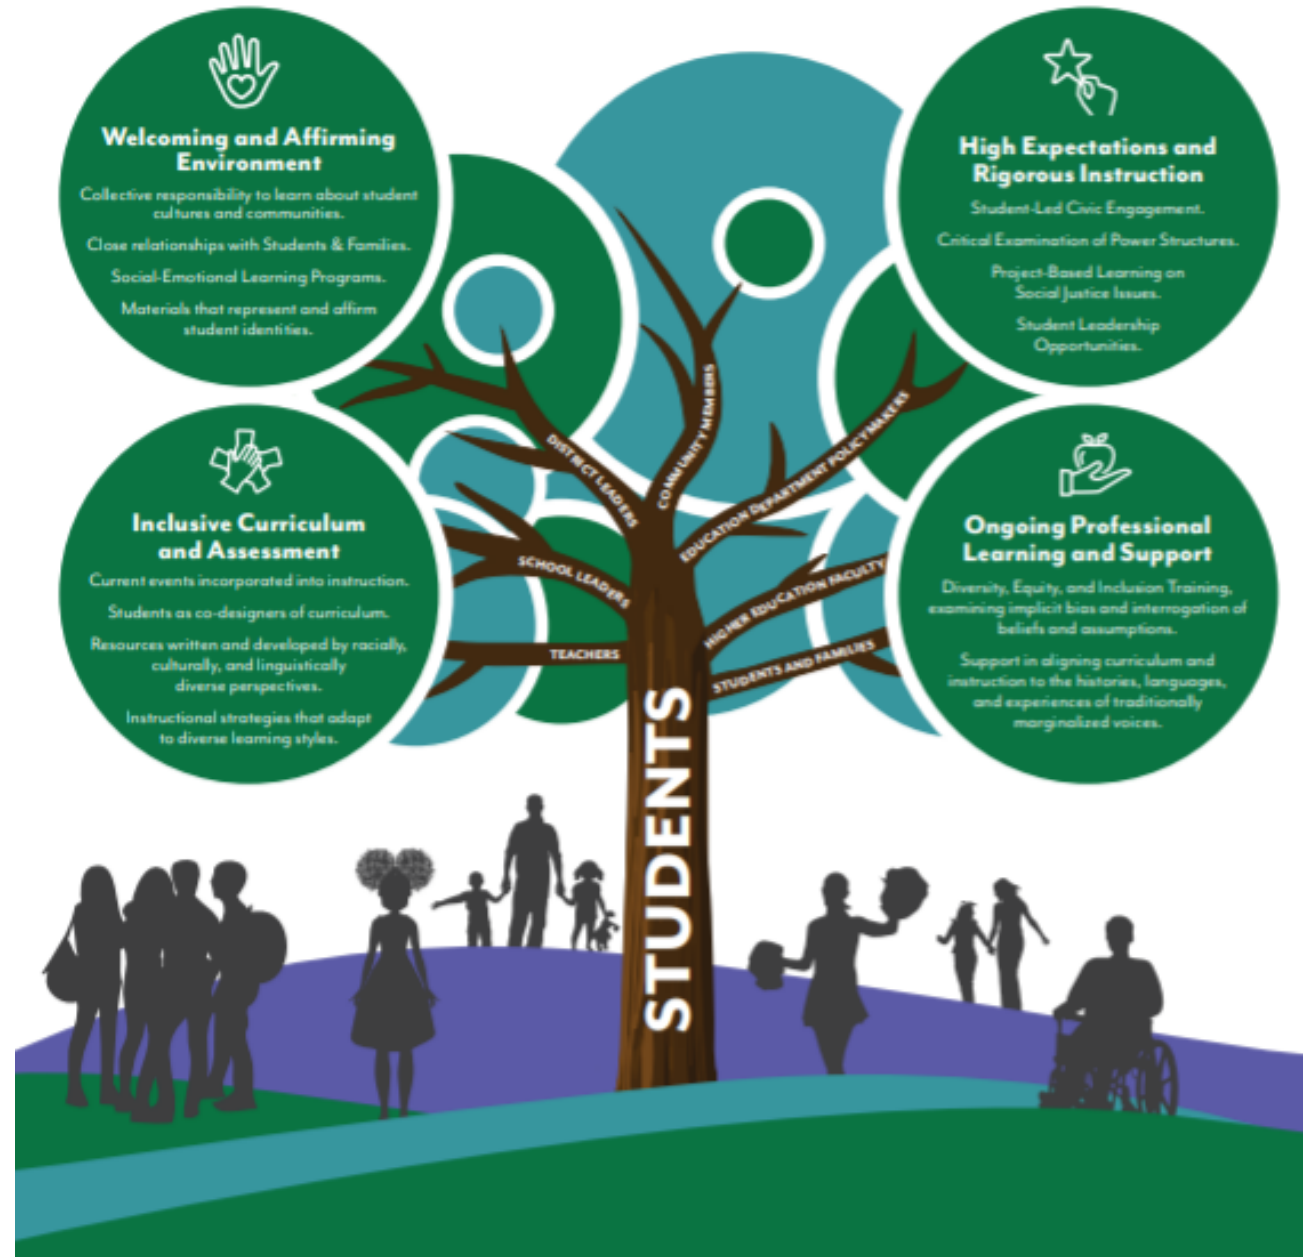 Welcoming and Affirming
Environment
Collective responsibility to learn about student
cultures and communities.
Close relationships with Students & Families.
Social-Emotional Learning Programs.
Materials that represent and affirm
student identities.
High Expectations and
Rigorous Instruction
Student-Led Civic Engagement.
Critical Examination of Power Structures.
Project-Based Learning on
Social Justice Issues.
Student Leadership
Opportunities.
Inclusive Curriculum
and Assessment
Current events incorporated into instruction.
Students as co-designers of curriculum.
Resources written and developed by racially,
culturally, and linguistically
diverse perspectives.
Instructional strategies that adapt
to diverse learning styles.
Ongoing Professional
Learning and Support
Diversity, Equity, and Inclusion Training,
examining implicit bias and interrogation of
beliefs and assumptions.
Support in aligning curriculum and
instruction to the histories, languages,
and experiences of traditionally
marginalized voices.
DISTRICT LEADERS
COMMUNITY MEMBERS
EDUCATION DEPARTMENT POLICY MAKERS
SCHOOL LEADERS
HIGHER EDUCATION FACULTY
TEACHERS
STUDENTS AND FAMILIES
STUDENTS